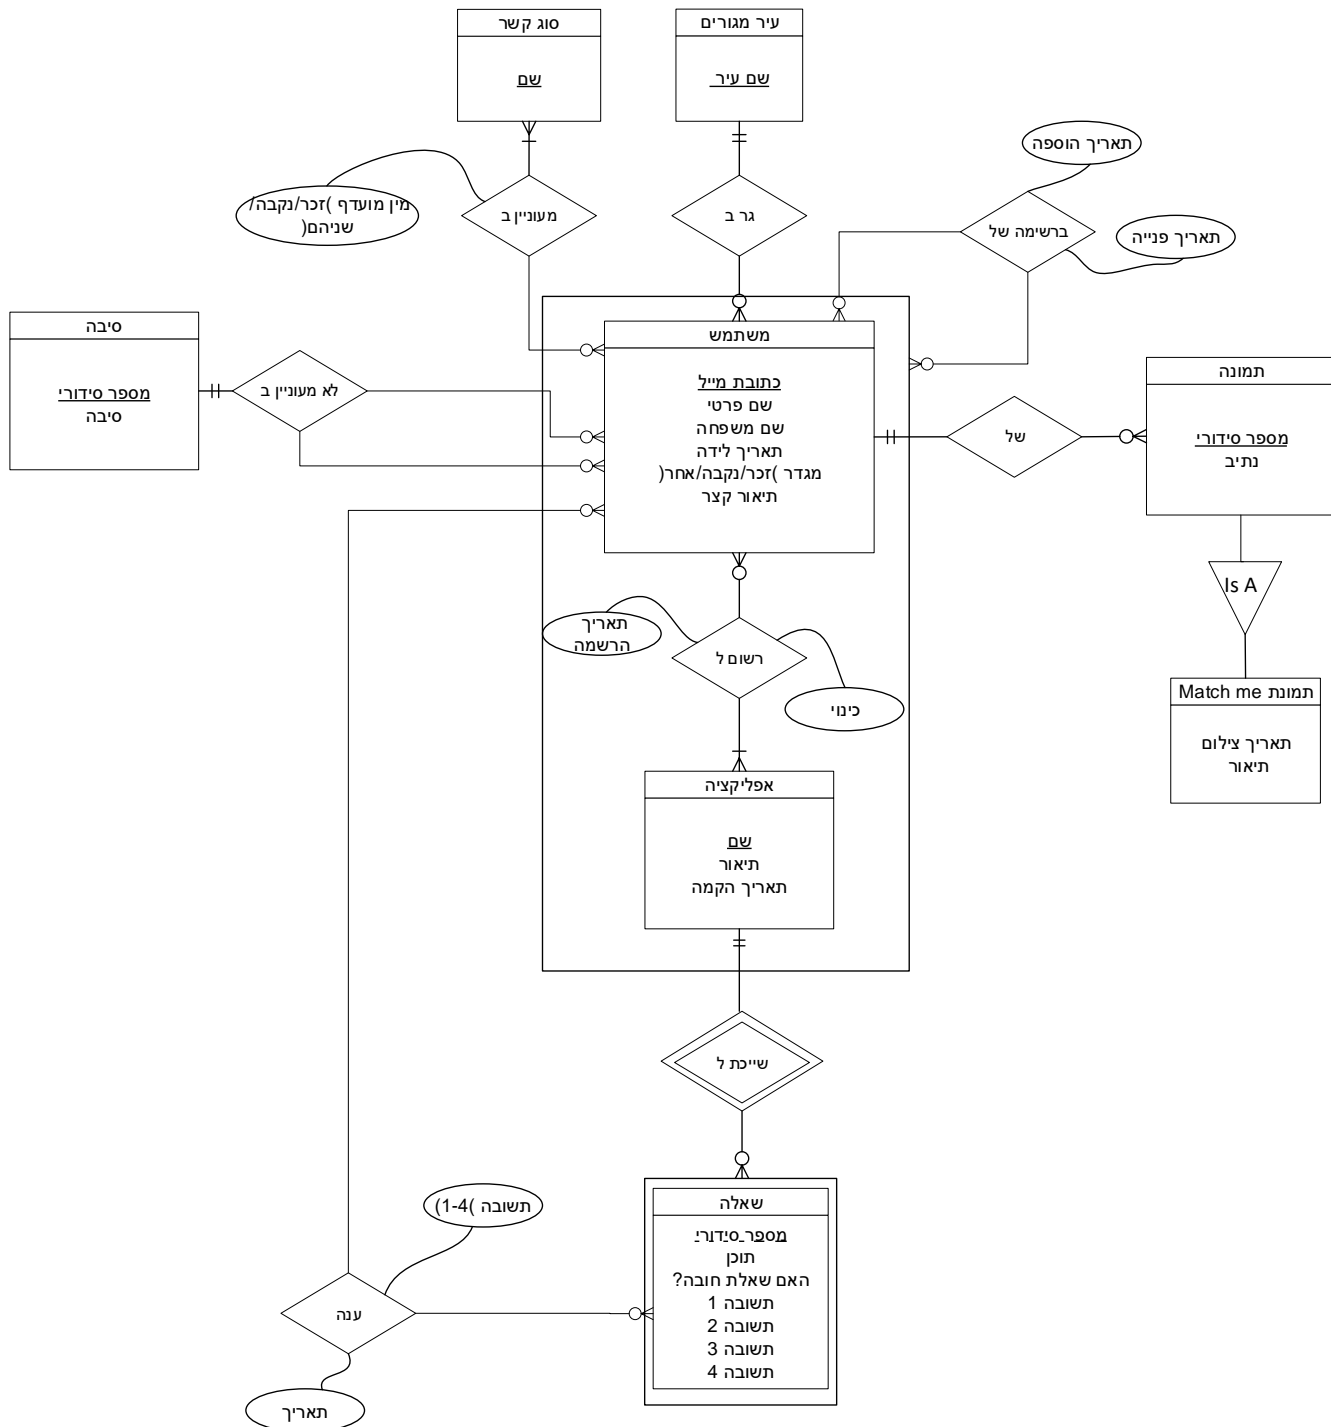 עיר מגורים
שם עיר
סוג קשר
שם
תאריך הוספה
מין מועדף )זכר/נקבה/
שניהם(
מעוניין ב
גר ב
ברשימה של
תאריך פנייה
סיבה
מספר סידורי
סיבה
לא מעוניין ב
משתמש
כתובת מייל
שם פרטי
שם משפחה
תאריך לידה
מגדר )זכר/נקבה/אחר(
תיאור קצר
של
תמונה
מספר סידורי
נתיב
Is A
תאריך
הרשמה
רשום ל
כינוי
תמונת Match me
תאריך צילום
תיאור
אפליקציה
שם
תיאור
תאריך הקמה
שייכת ל
תשובה )1-4)
שאלה
מספר סידורי
תוכן
האם שאלת חובה?
תשובה 1
תשובה 2
תשובה 3
תשובה 4
ענה
תאריך